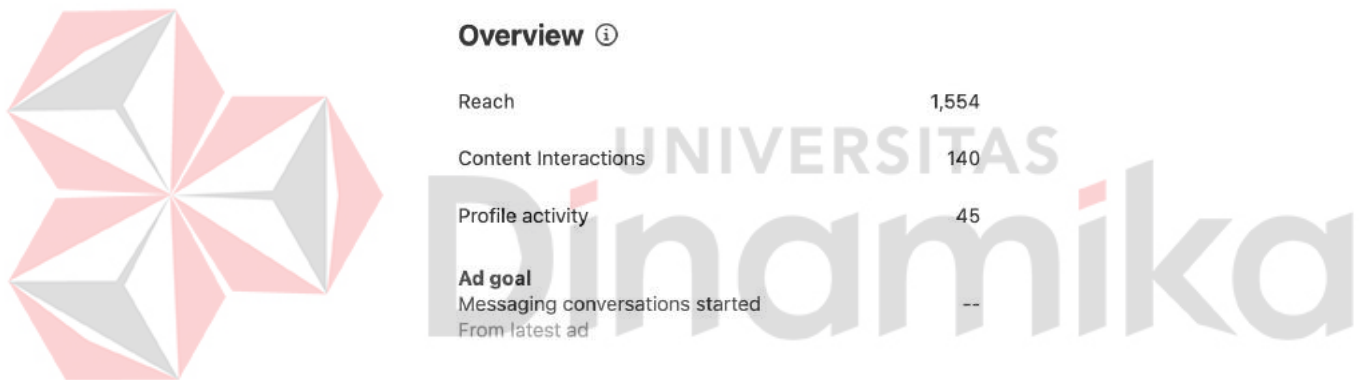 Overview
Reach 1,554
UNIVERSITAS
Content Interactions 140
Dinamika
Profile activity 45
Ad goal
Messaging conversations started --
From latest ad